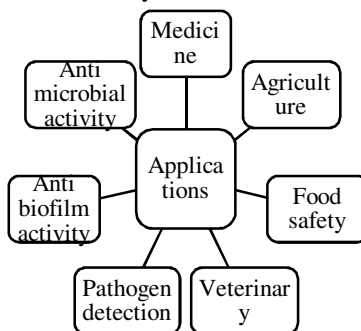 Medici
ne
Anti
microbial
activity
Agricult
ure
Applica
tions
Anti
biofilm
activity
Food
safety
Pathogen
detection
Veterinar
y